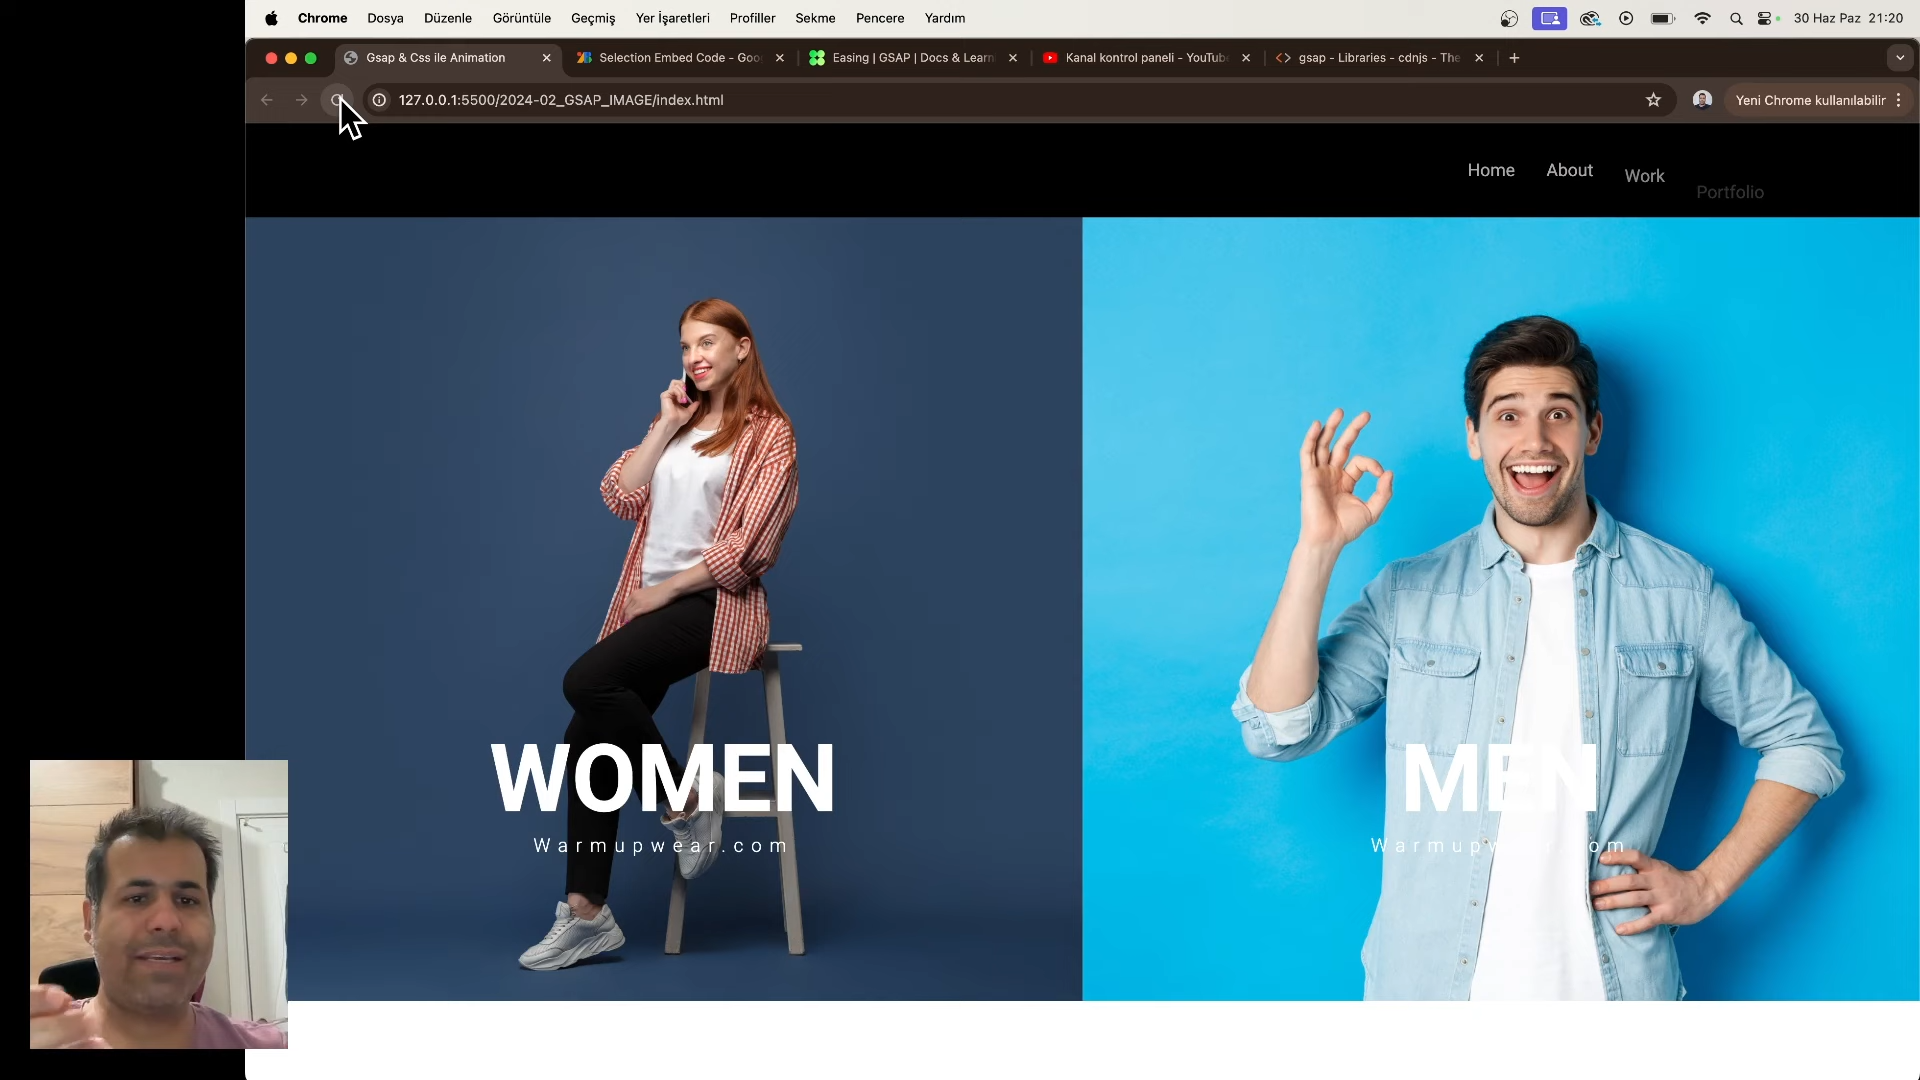 Chrome Dosya Düzenle Görüntüle Geçmiş Yer İşaretleri Profiller Sekme Pencere Yardım 30 Haz Paz 21:20
Gsap & Css ile Animation Selection Embed Code - Goo Easing | GSAP | Docs & Learn Kanal kontrol paneli - YouTub gsap - Libraries - cdnjs - The
127.0.0.1:5500/2024-02_GSAP_IMAGE/index.html Yeni Chrome kullanılabilir
Home About Work Portfolio
WOMEN
Warmupwear.com
MEN
Warmupwear.com